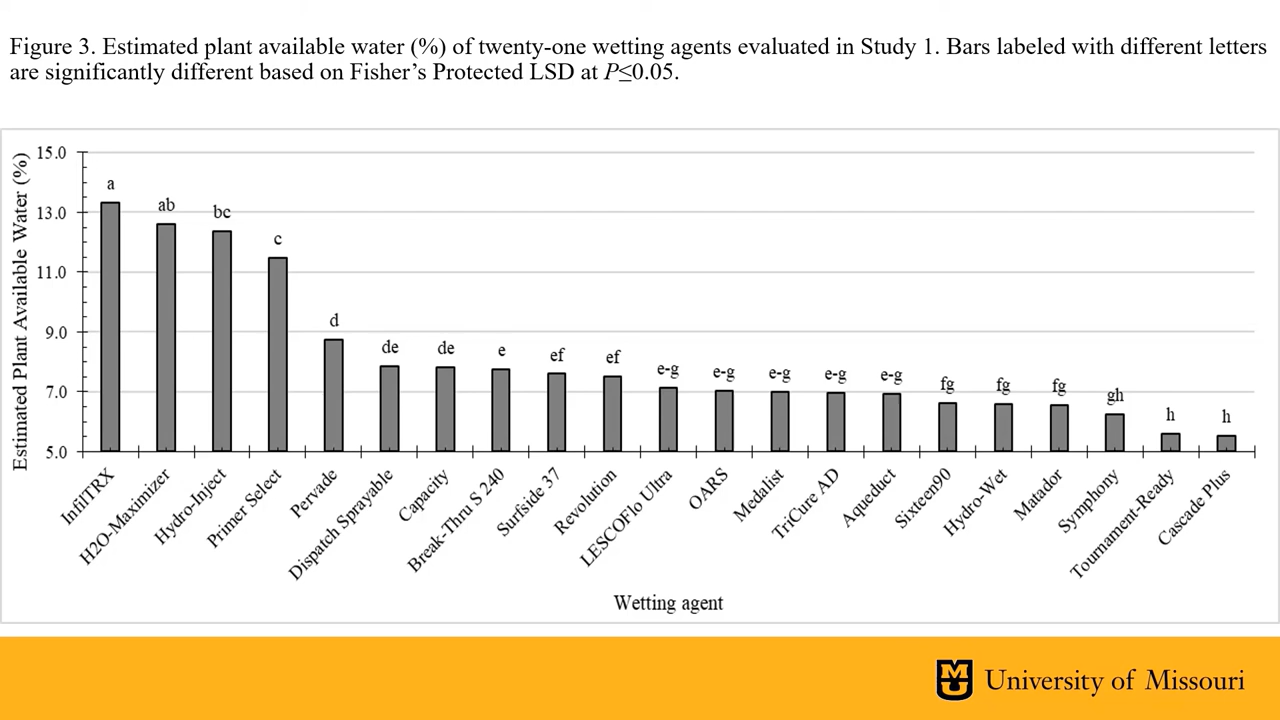 Figure 3. Estimated plant available water (%) of twenty-one wetting agents evaluated in Study 1. Bars labeled with different letters
are significantly different based on Fisher's Protected LSD at P≤0.05.
Estimated Plant Available Water (%)
15.0
13.0
11.0
9.0
7.0
5.0
a
ab
bc
c
d
de
de
e
ef
ef
e-g
e-g
e-g
e-g
e-g
fg
fg
fg
gh
h
h
InfilTRX
H2O-Maximizer
Hydro-Inject
Primer Select
Pervade
Dispatch Sprayable
Capacity
Break-Thru S 240
Surfside 37
Revolution
LESCOFlo Ultra
OARS
Medalist
TriCure AD
Aqueduct
Sixteen90
Hydro-Wet
Matador
Symphony
Tournament-Ready
Cascade Plus
Wetting agent
University of Missouri